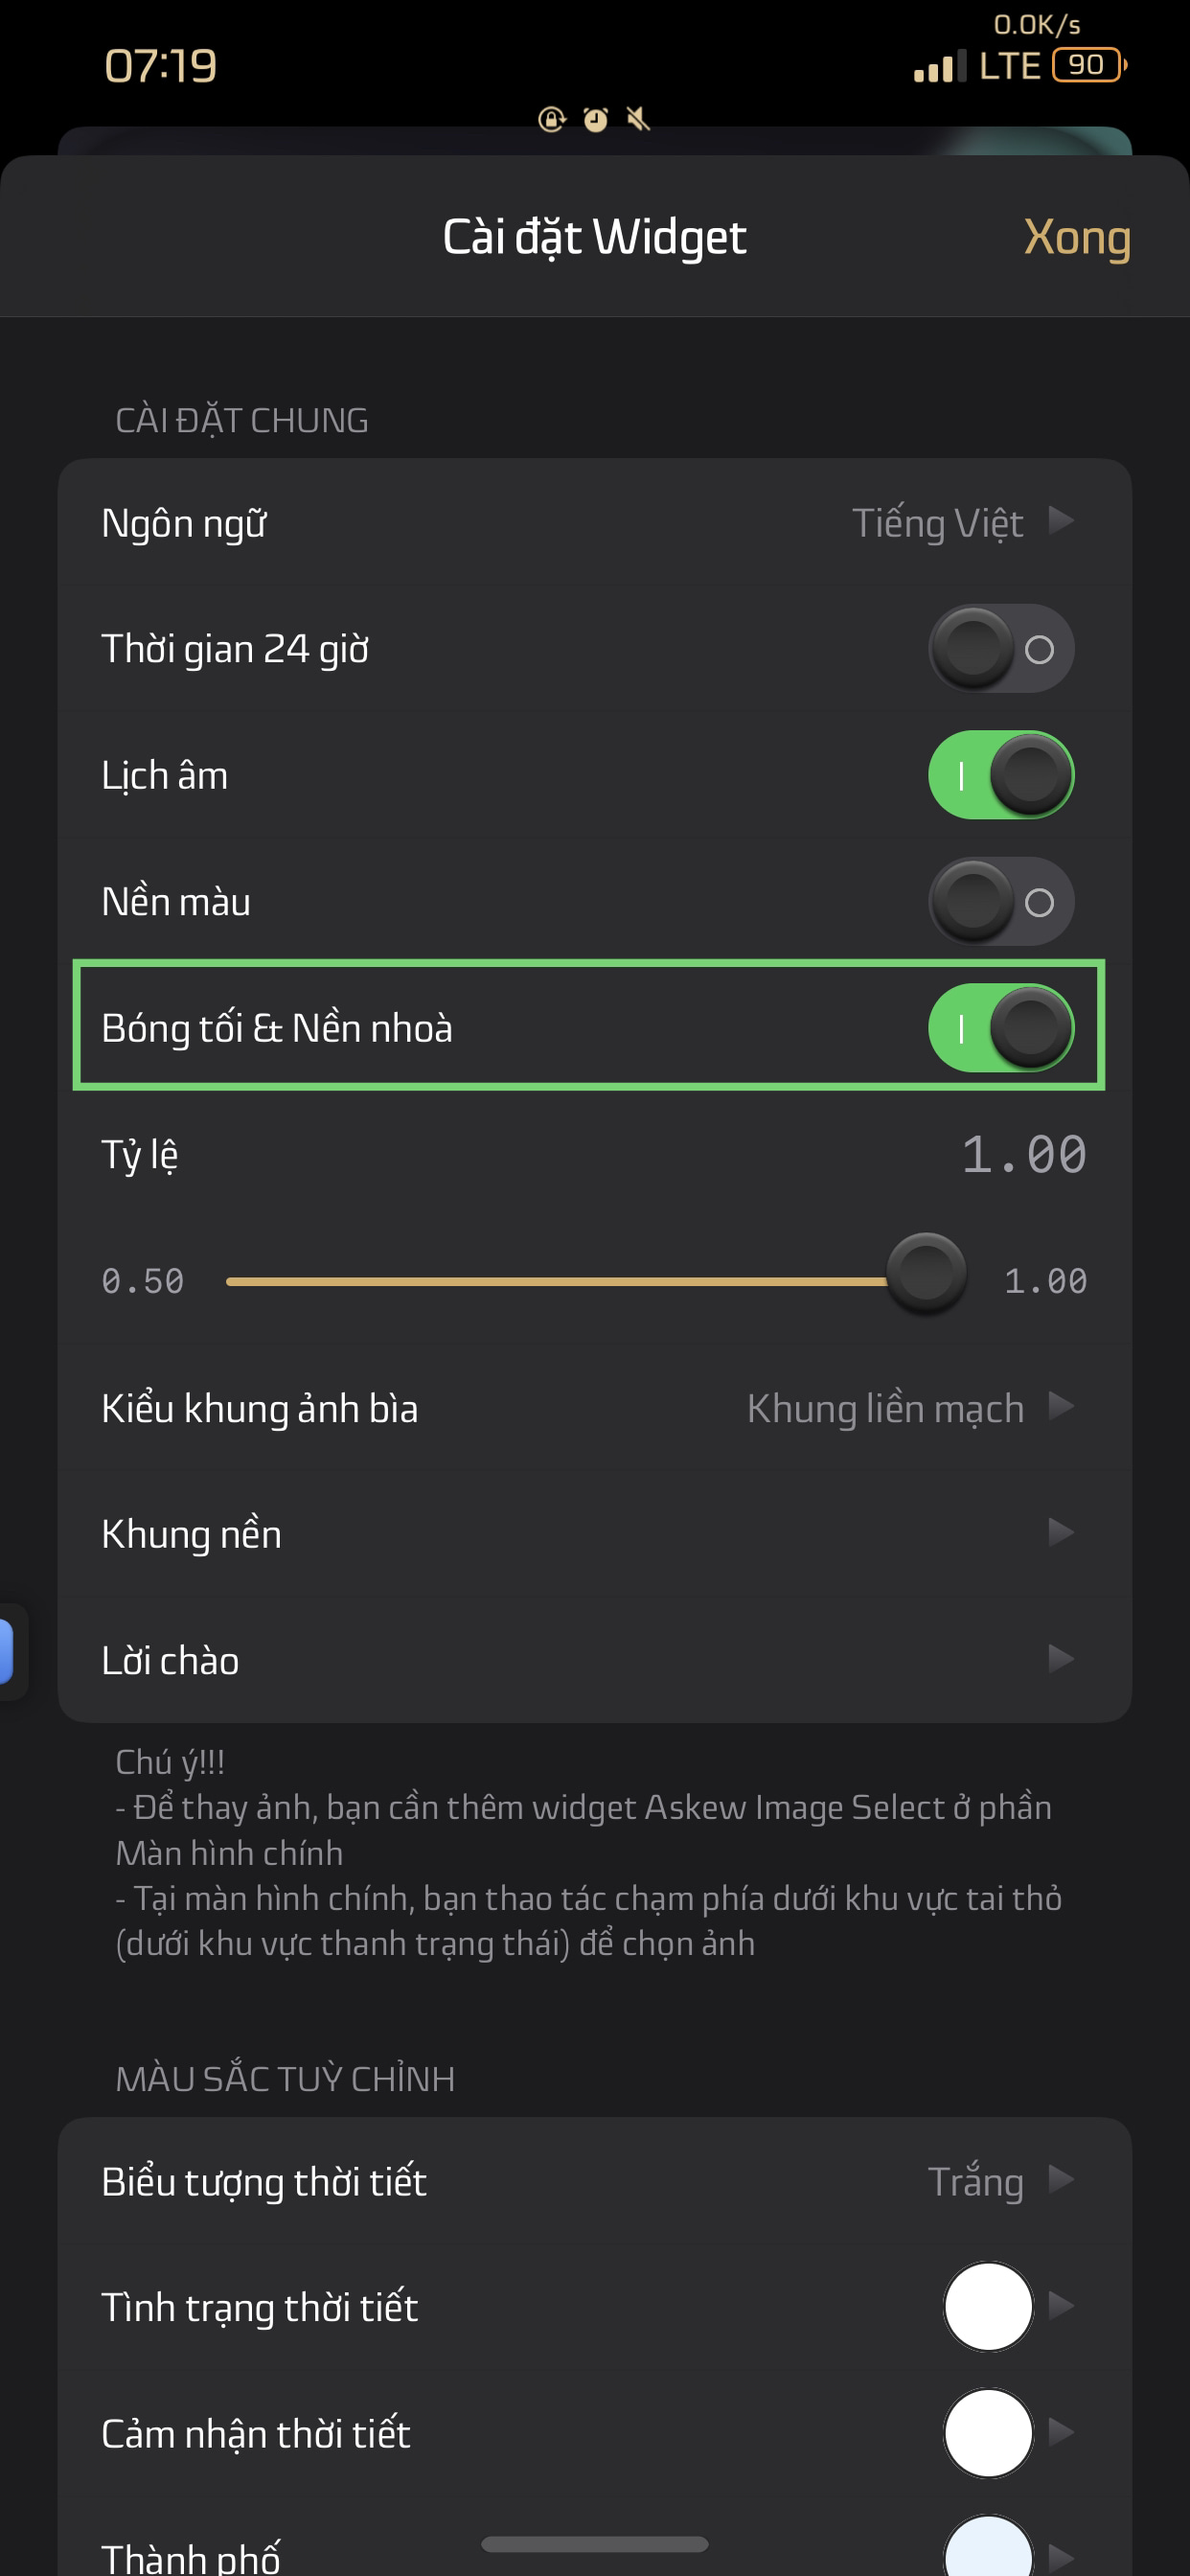 0.0K/s
07:19
LTE 90
Cài đặt Widget
Xong
CÀI ĐẶT CHUNG
Ngôn ngữ
Tiếng Việt
Thời gian 24 giờ
Lịch âm
Nền màu
Bóng tối & Nền nhoà
Tỷ lệ
1.00
0.50
1.00
Kiểu khung ảnh bìa
Khung liền mạch
Khung nền
Lời chào
Chú ý!!!
- Để thay ảnh, bạn cần thêm widget Askew Image Select ở phần
Màn hình chính
- Tại màn hình chính, bạn thao tác chạm phía dưới khu vực tai thỏ
(dưới khu vực thanh trạng thái) để chọn ảnh
MÀU SẮC TUỲ CHỈNH
Biểu tượng thời tiết
Trắng
Tình trạng thời tiết
Cảm nhận thời tiết
Thành phố